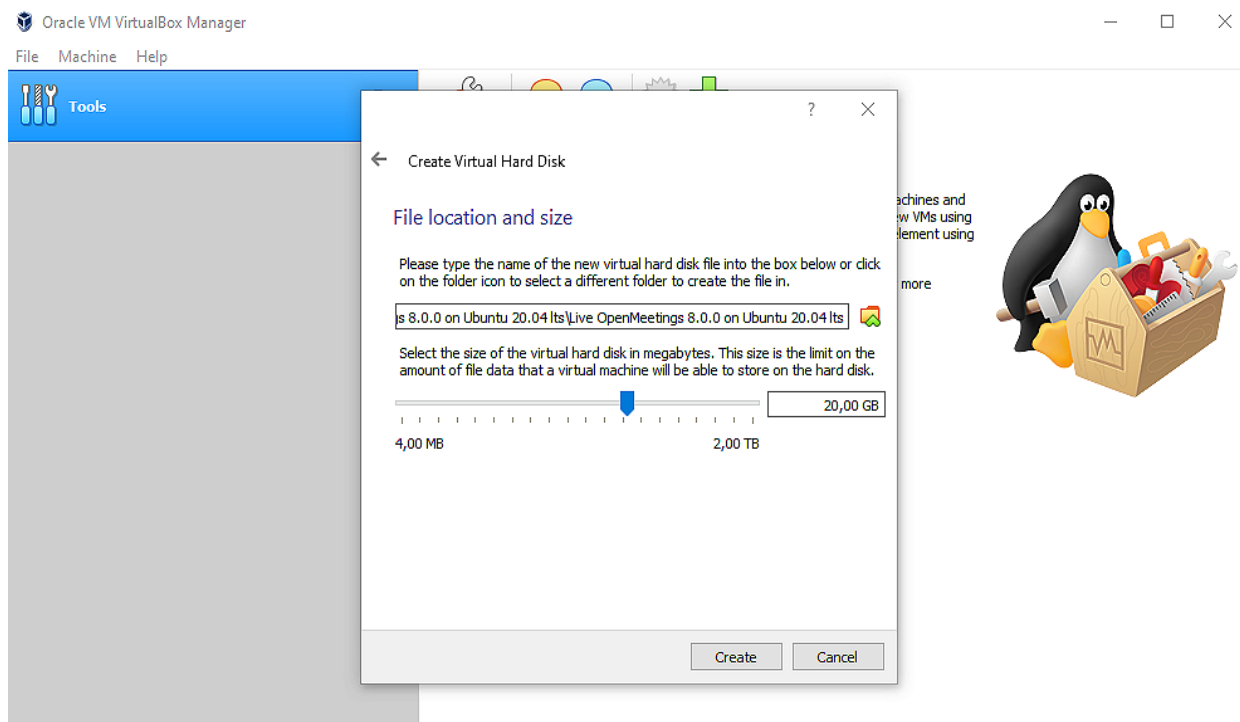 Oracle VM VirtualBox Manager
File Machine Help
Tools
?
Create Virtual Hard Disk
File location and size
Please type the name of the new virtual hard disk file into the box below or click
on the folder icon to select a different folder to create the file in.
s 8.0.0 on Ubuntu 20.04 lts\Live OpenMeetings 8.0.0 on Ubuntu 20.04 lts
Select the size of the virtual hard disk in megabytes. This size is the limit on the
amount of file data that a virtual machine will be able to store on the hard disk.
20,00 GB
4,00 MB 2,00 TB
Create Cancel
achines and
ew VMs using
element using
more